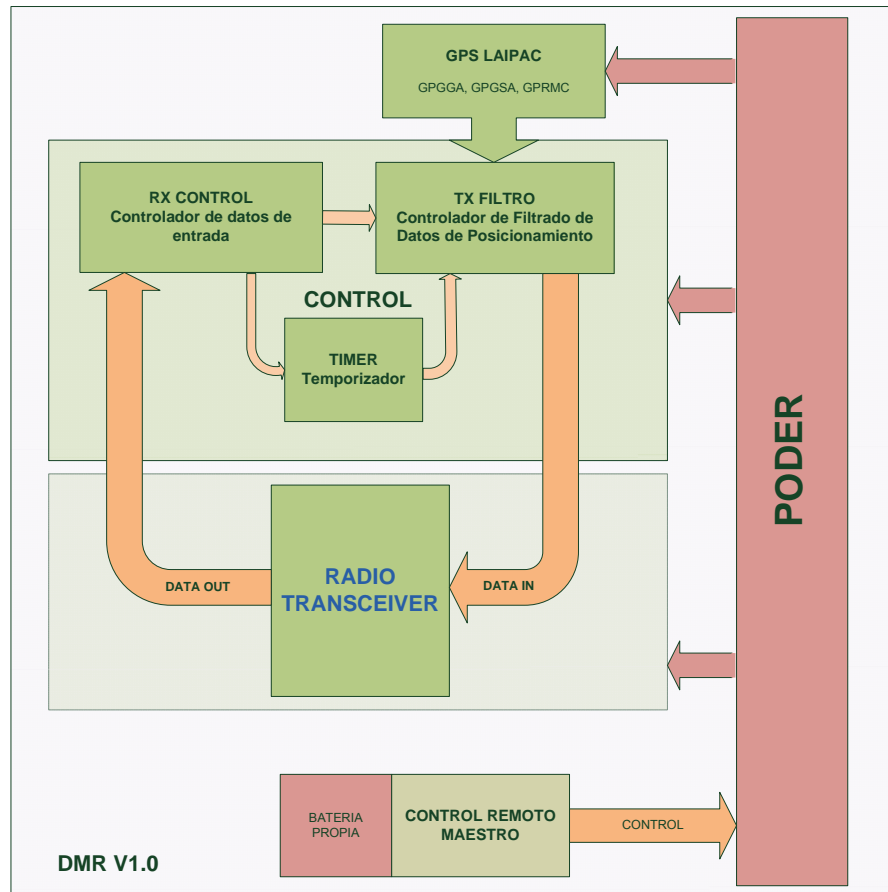 GPS LAIPAC
GPGGA, GPGSA, GPRMC
RX CONTROL
Controlador de datos de
entrada
TX FILTRO
Controlador de Filtrado de
Datos de Posicionamiento
CONTROL
TIMER
Temporizador
PODER
RADIO
TRANSCEIVER
DATA OUT
DATA IN
BATERIA
PROPIA
CONTROL REMOTO
MAESTRO
CONTROL
DMR V1.0